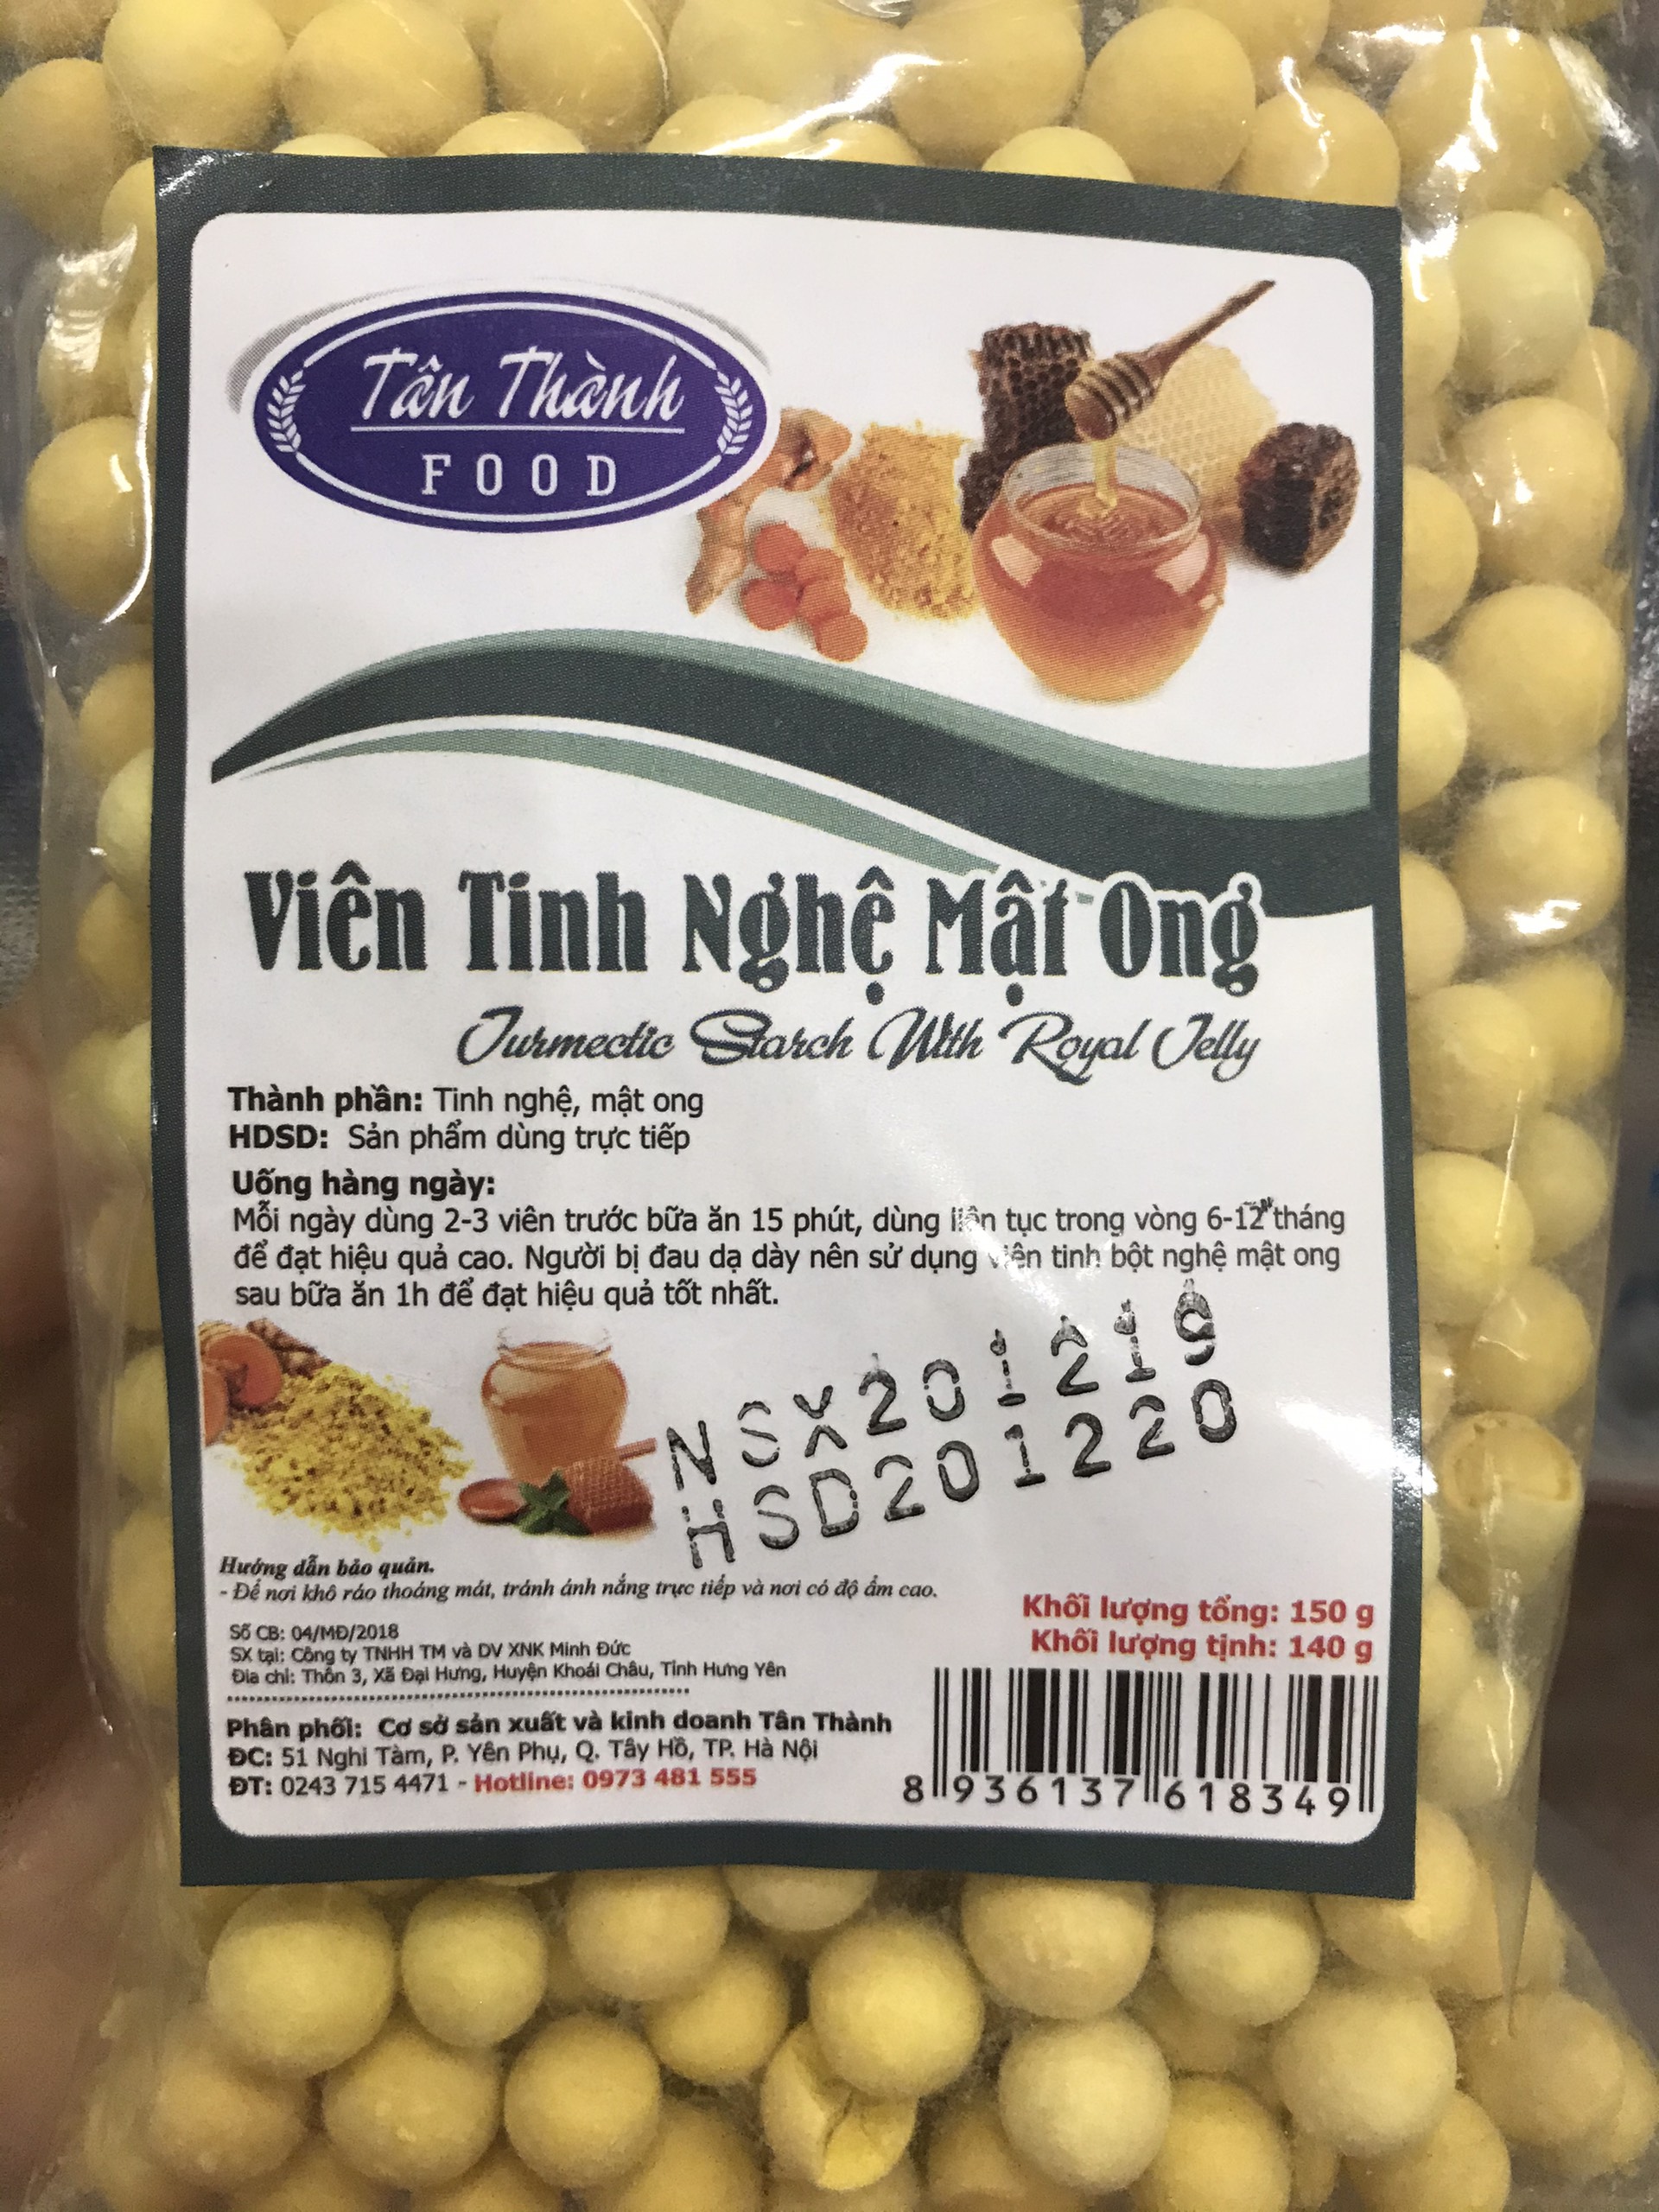 Tân Thành
FOOD
Viên Tinh Nghệ Mật Ong
Turmectic Starch With Royal Jelly
Thành phần: Tinh nghệ, mật ong
HDSD: Sản phẩm dùng trực tiếp
Uống hàng ngày:
Mỗi ngày dùng 2-3 viên trước bữa ăn 15 phút, dùng liên tục trong vòng 6-12 tháng
để đạt hiệu quả cao. Người bị đau dạ dày nên sử dụng viên tinh bột nghệ mật ong
sau bữa ăn 1h để đạt hiệu quả tốt nhất.
NSX201219
HSD201220
Hướng dẫn bảo quản.
- Để nơi khô ráo thoáng mát, tránh ánh nắng trực tiếp và nơi có độ ẩm cao.
Khối lượng tổng: 150 g
Khối lượng tịnh: 140 g
Số CB: 04/MĐ/2018
SX tại: Công ty TNHH TM và DV XNK Minh Đức
Địa chỉ: Thôn 3, Xã Đại Hưng, Huyện Khoái Châu, Tỉnh Hưng Yên
Phân phối: Cơ sở sản xuất và kinh doanh Tân Thành
ĐC: 51 Nghi Tàm, P. Yên Phụ, Q. Tây Hồ, TP. Hà Nội
ĐT: 0243 715 4471 - Hotline: 0973 481 555
8 936137 618349